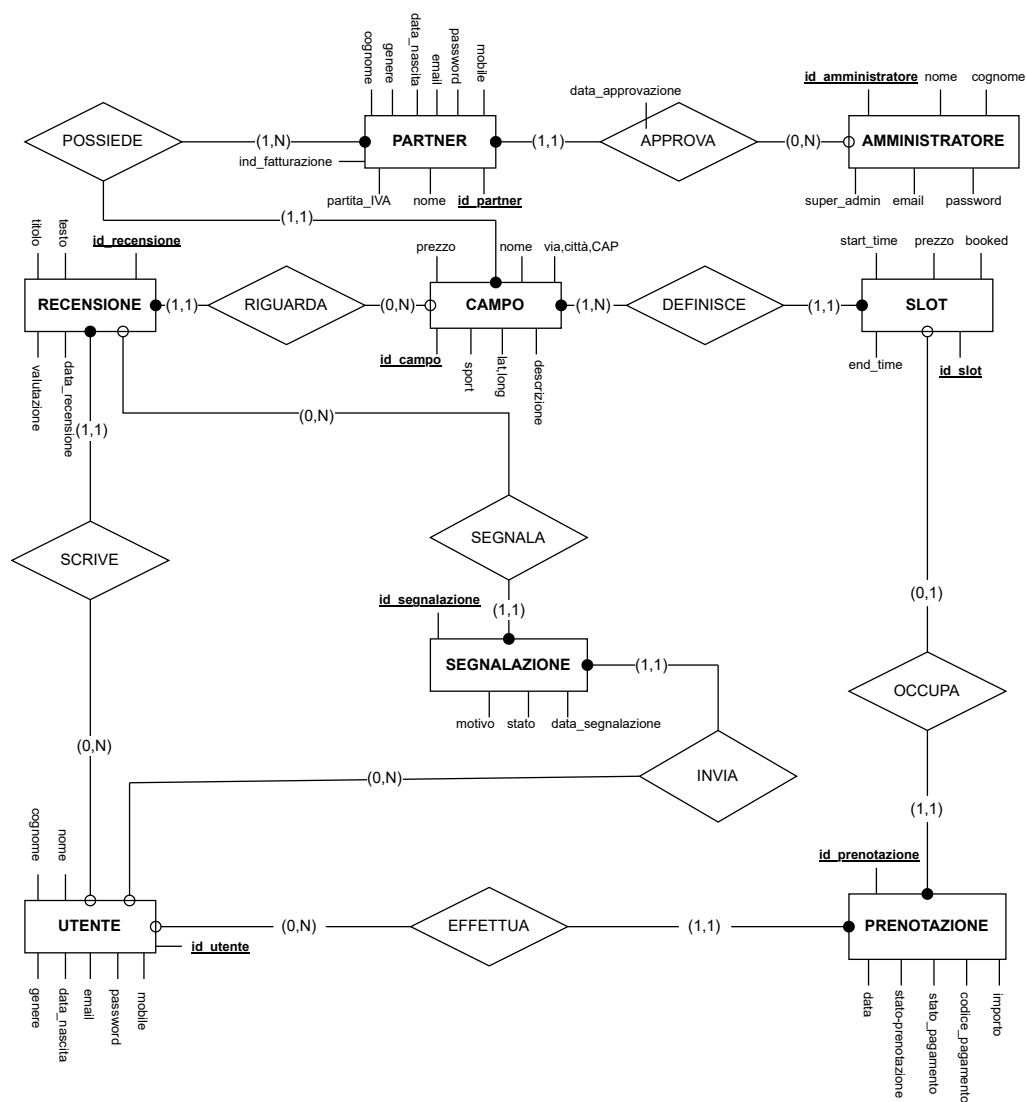 cognome
genere
data_nascita
email
password
mobile
data_approvazione
id_amministratore
nome
cognome
POSSIEDE
(1,N)
PARTNER
(1,1)
APPROVA
(0,N)
AMMINISTRATORE
ind_fatturazione
partita_IVA
nome
id_partner
super_admin
email
password
(1,1)
titolo
testo
id_recensione
prezzo
nome
via,città,CAP
start_time
prezzo
booked
RECENSIONE
(1,1)
RIGUARDA
(0,N)
CAMPO
(1,N)
DEFINISCE
(1,1)
SLOT
valutazione
data_recensione
id_campo
sport
lat,long
descrizione
end_time
id_slot
(1,1)
(0,N)
SCRIVE
SEGNALA
(0,1)
id_segnalazione
(1,1)
SEGNALAZIONE
(1,1)
motivo
stato
data_segnalazione
OCCUPA
(0,N)
(0,N)
INVIA
(1,1)
cognome
nome
id_prenotazione
UTENTE
(0,N)
EFFETTUA
(1,1)
PRENOTAZIONE
id_utente
genere
data_nascita
email
password
mobile
data
stato-prenotazione
stato_pagamento
codice_pagamento
importo